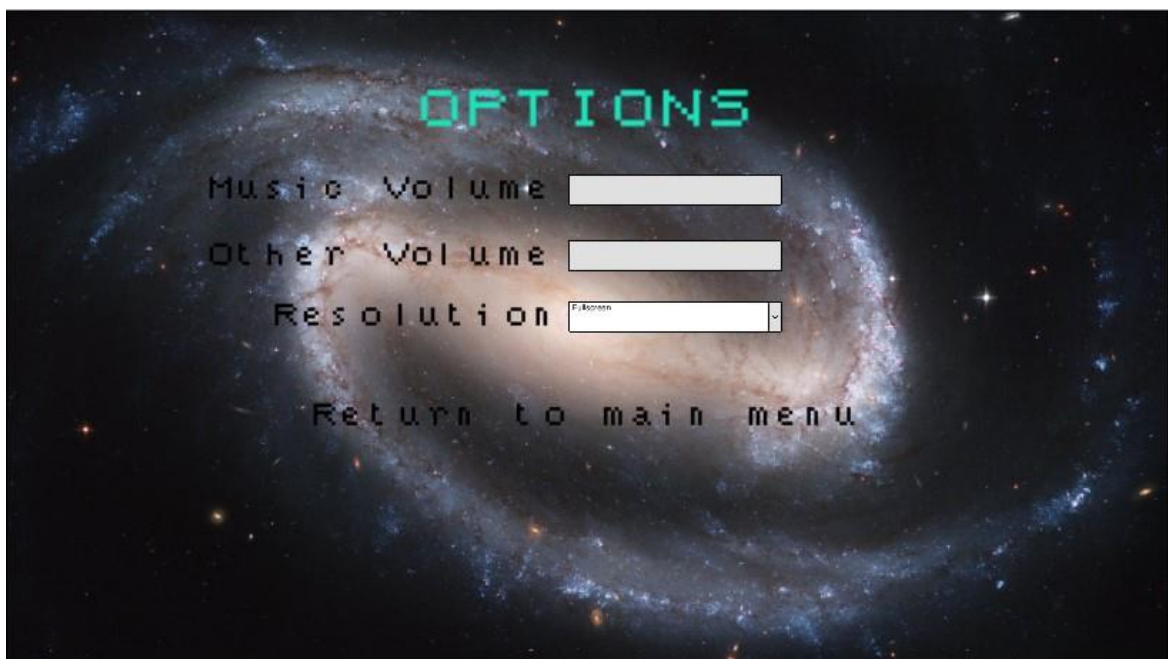 OPTIONS
Music Volume
Other Volume
Resolution Fullscreen
Return to main menu